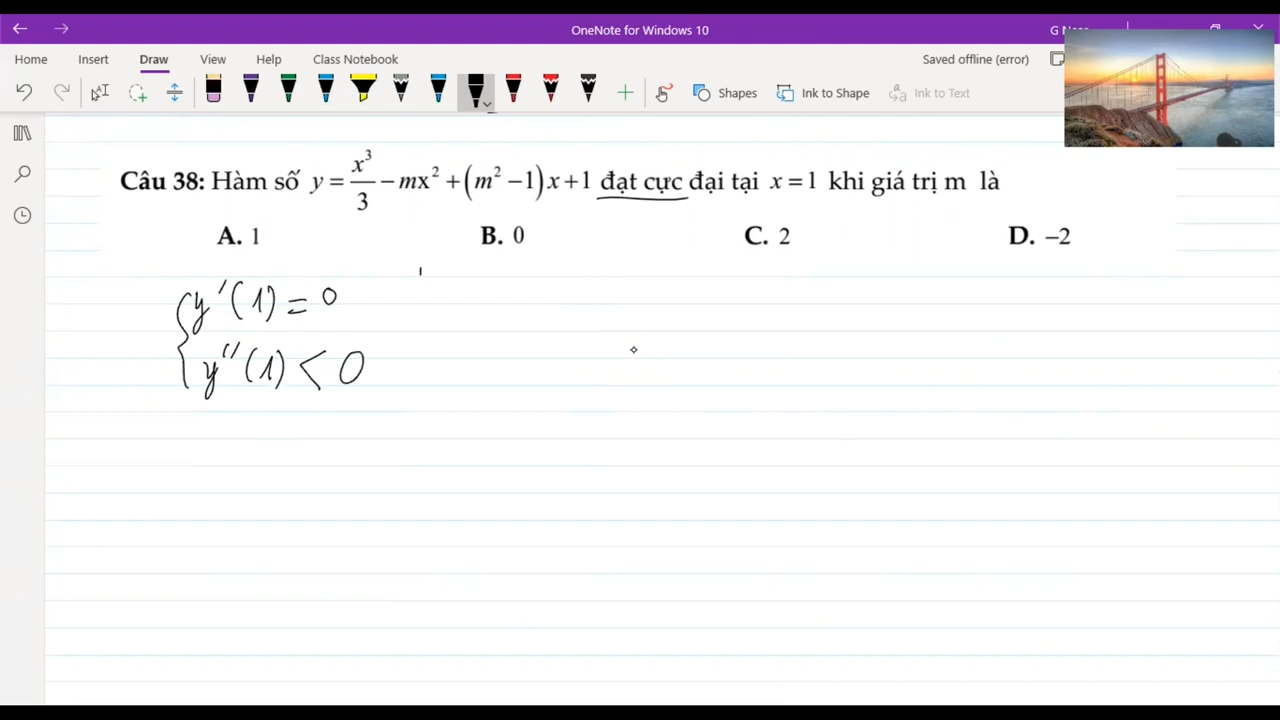 OneNote for Windows 10
Home Insert Draw View Help Class Notebook
Saved offline (error)
Shapes Ink to Shape Ink to Text
Câu 38: Hàm số y = x³/3 − mx² + (m² − 1)x + 1 đạt cực đại tại x = 1 khi giá trị m là
A. 1 B. 0 C. 2 D. −2
y'(1) = 0
y''(1) < 0